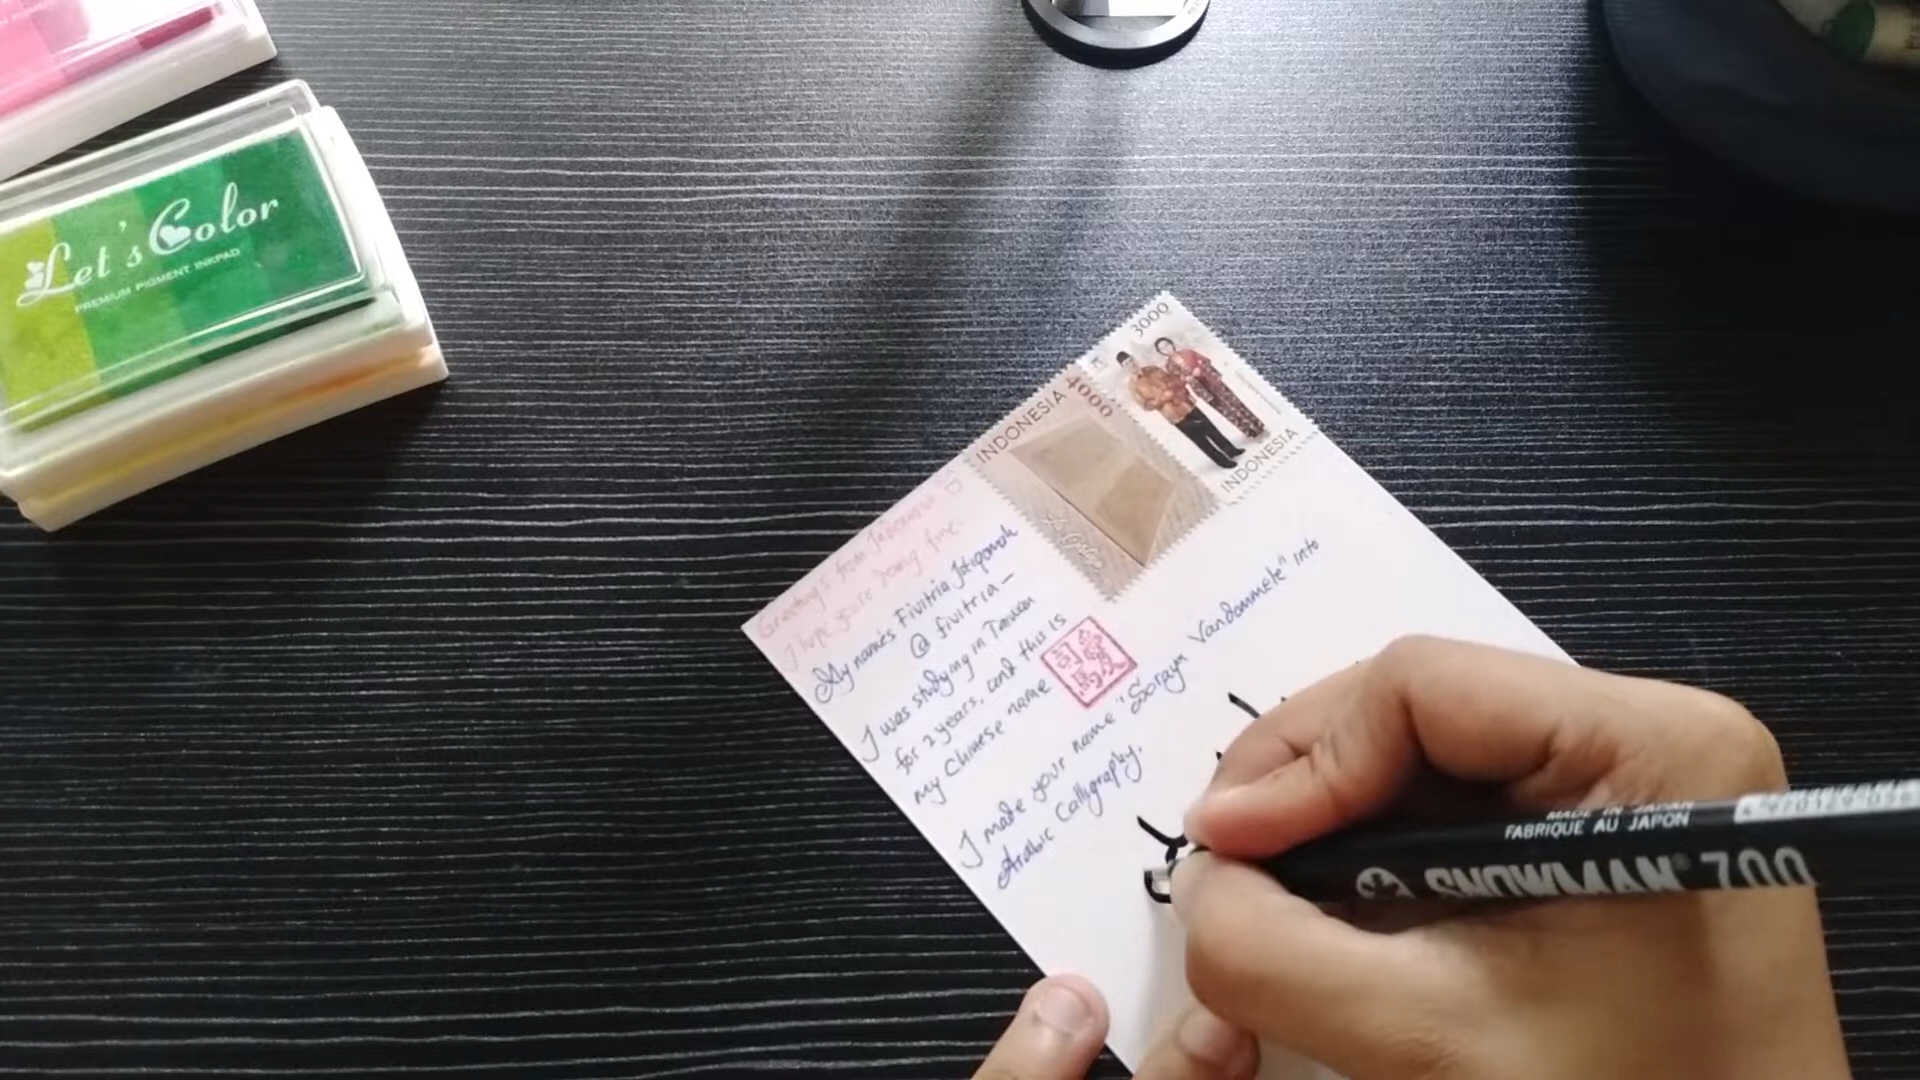 Let's Color
PREMIUM PIGMENT INKPAD
3000
INDONESIA
4000
INDONESIA
Greetings from
I hope you're doing fine.
My name's Fivitria Istiqomah
@ fivitria_
I was studying in Taiwan
for 2 years, and this is
my Chinese name
I made your name "Soraya Vandommele" into
Arabic Calligraphy.
MADE IN JAPAN
FABRIQUE AU JAPON
SNOWMAN® 700